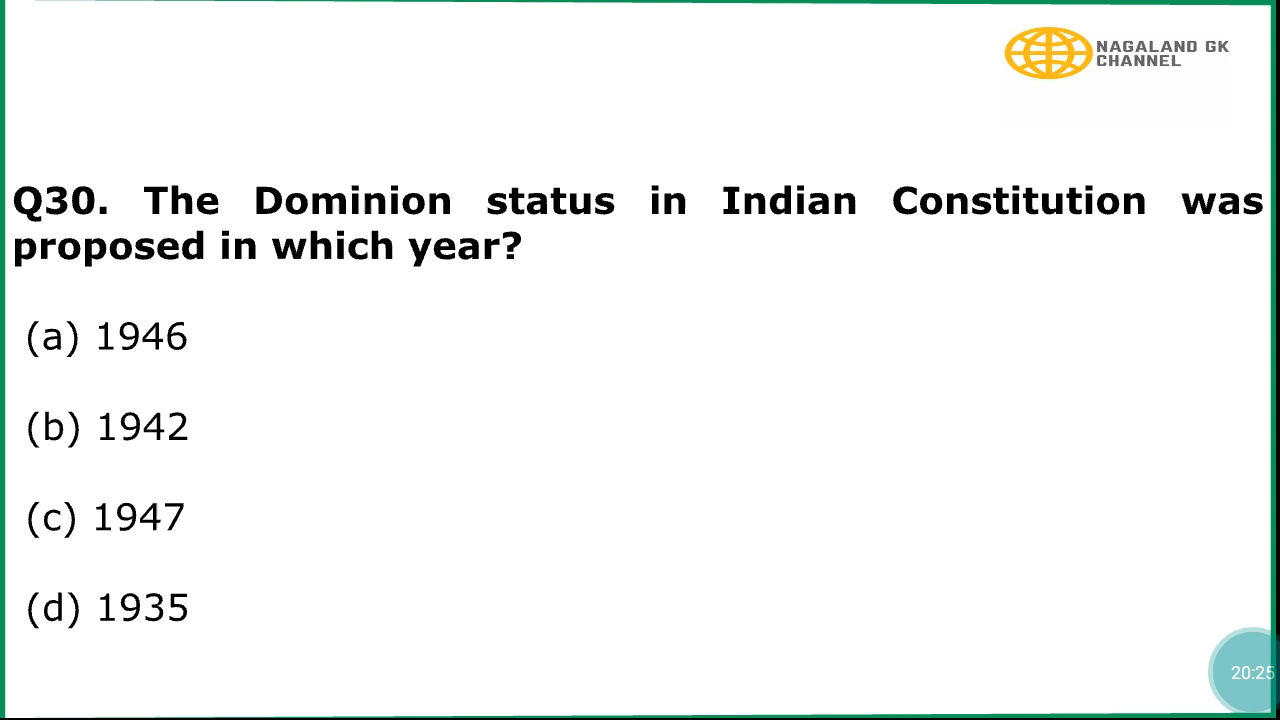 NAGALAND GK
CHANNEL
Q30. The Dominion status in Indian Constitution was
proposed in which year?
(a) 1946
(b) 1942
(c) 1947
(d) 1935
20:25